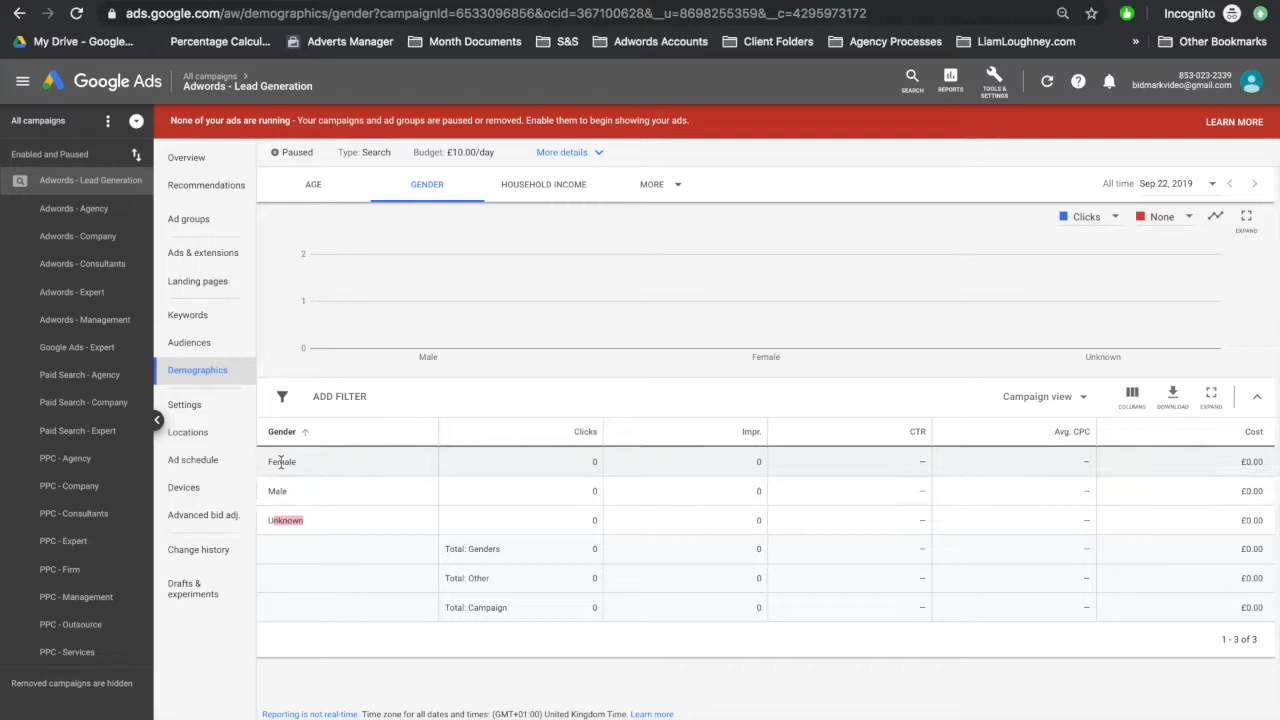 ads.google.com/aw/demographics/gender?campaignId=6533096856&ocid=367100628&__u=8698255359&__c=4295973172
Incognito
My Drive - Google...
Percentage Calcul...
Adverts Manager
Month Documents
S&S
Adwords Accounts
Client Folders
Agency Processes
LiamLoughney.com
»
Other Bookmarks
Google Ads
All campaigns >
Adwords - Lead Generation
SEARCH
REPORTS
TOOLS &
SETTINGS
853-023-2339
bidmarkvideo@gmail.com
All campaigns
None of your ads are running - Your campaigns and ad groups are paused or removed. Enable them to begin showing your ads.
LEARN MORE
Enabled and Paused
Adwords - Lead Generation
Adwords - Agency
Adwords - Company
Adwords - Consultants
Adwords - Expert
Adwords - Management
Google Ads - Expert
Paid Search - Agency
Paid Search - Company
Paid Search - Expert
PPC - Agency
PPC - Company
PPC - Consultants
PPC - Expert
PPC - Firm
PPC - Management
PPC - Outsource
PPC - Services
Removed campaigns are hidden
Overview
Recommendations
Ad groups
Ads & extensions
Landing pages
Keywords
Audiences
Demographics
Settings
Locations
Ad schedule
Devices
Advanced bid adj.
Change history
Drafts &
experiments
Paused
Type: Search
Budget: £10.00/day
More details
AGE
GENDER
HOUSEHOLD INCOME
MORE
All time Sep 22, 2019
Clicks
None
EXPAND
2
1
0
Male
Female
Unknown
ADD FILTER
Campaign view
COLUMNS
DOWNLOAD
EXPAND
Gender Clicks Impr. CTR Avg. CPC Cost
Female 0 0 – – £0.00
Male 0 0 – – £0.00
Unknown 0 0 – – £0.00
Total: Genders 0 0 – – £0.00
Total: Other 0 0 – – £0.00
Total: Campaign 0 0 – – £0.00
1 - 3 of 3
Reporting is not real-time. Time zone for all dates and times: (GMT+01:00) United Kingdom Time. Learn more